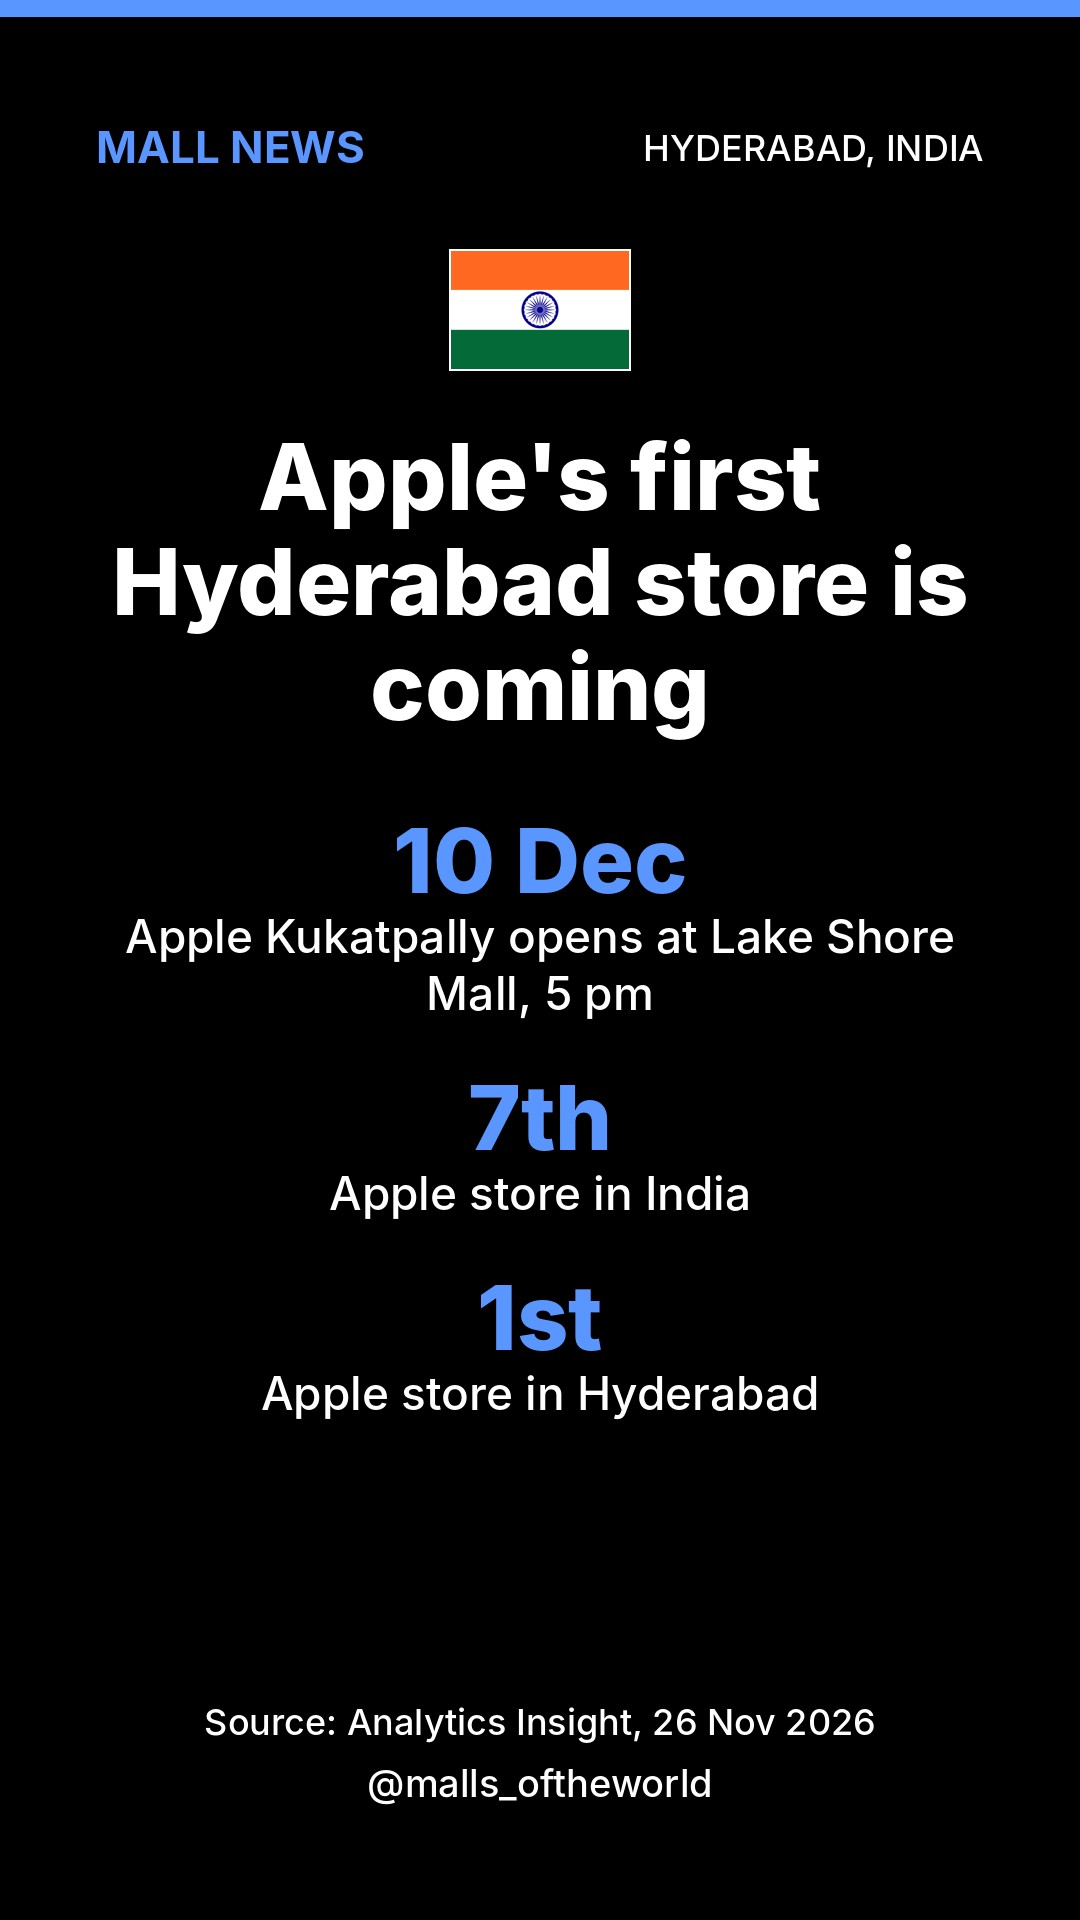 MALL NEWS
HYDERABAD, INDIA
Apple's first
Hyderabad store is
coming
10 Dec
Apple Kukatpally opens at Lake Shore
Mall, 5 pm
7th
Apple store in India
1st
Apple store in Hyderabad
Source: Analytics Insight, 26 Nov 2026
@malls_oftheworld